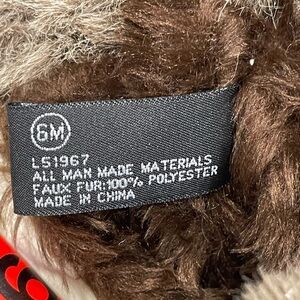 6M
L51967
ALL MAN MADE MATERIALS
FAUX FUR:100% POLYESTER
MADE IN CHINA